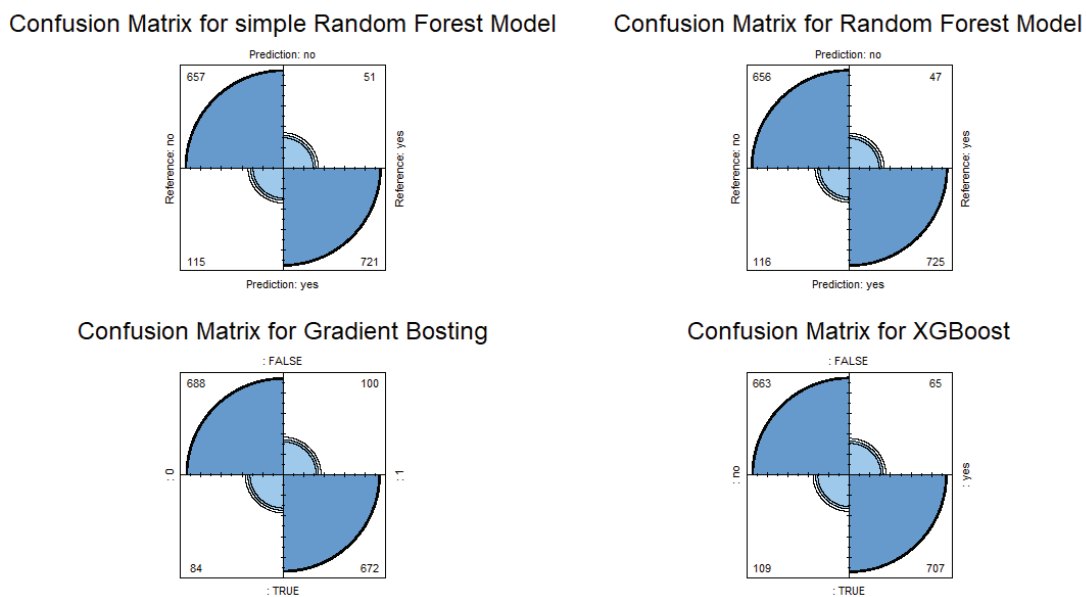 Confusion Matrix for simple Random Forest Model
Prediction: no
657 51
Reference: no
Reference: yes
115 721
Prediction: yes
Confusion Matrix for Random Forest Model
Prediction: no
656 47
Reference: no
Reference: yes
116 725
Prediction: yes
Confusion Matrix for Gradient Bosting
: FALSE
688 100
: 0
: 1
84 672
: TRUE
Confusion Matrix for XGBoost
: FALSE
663 65
: no
: yes
109 707
: TRUE